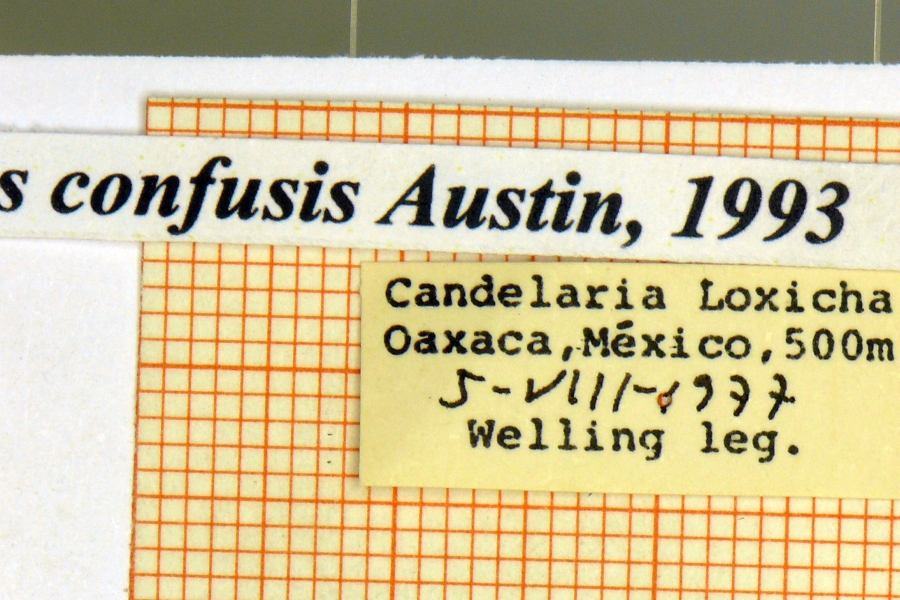 s confusis Austin, 1993
Candelaria Loxicha
Oaxaca, México, 500m
5-VIII-1977
Welling leg.